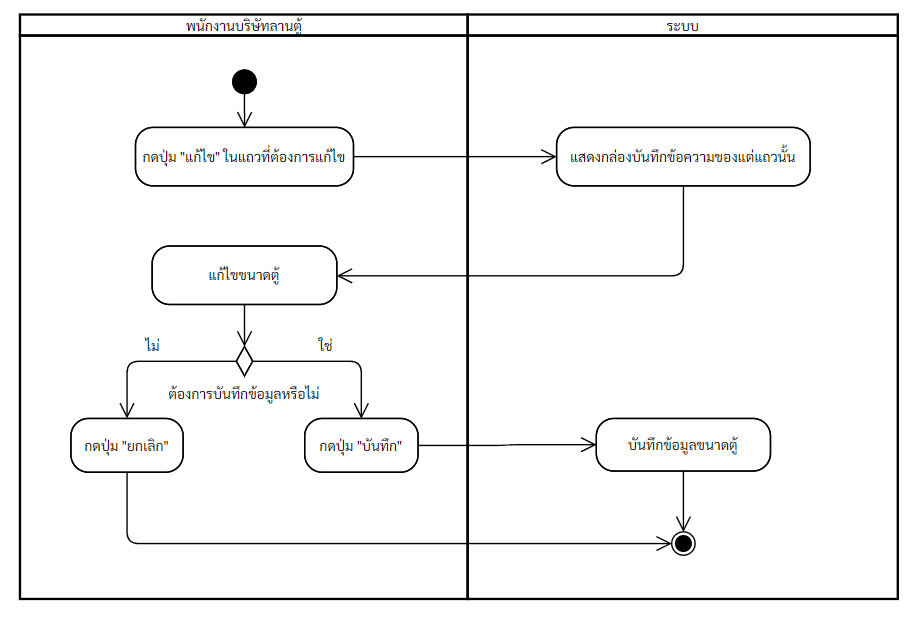 พนักงานบริษัทลานตู้
ระบบ
กดปุ่ม "แก้ไข" ในแถวที่ต้องการแก้ไข
แสดงกล่องบันทึกข้อความของแต่แถวนั้น
แก้ไขขนาดตู้
ไม่
ใช่
ต้องการบันทึกข้อมูลหรือไม่
กดปุ่ม "ยกเลิก"
กดปุ่ม "บันทึก"
บันทึกข้อมูลขนาดตู้